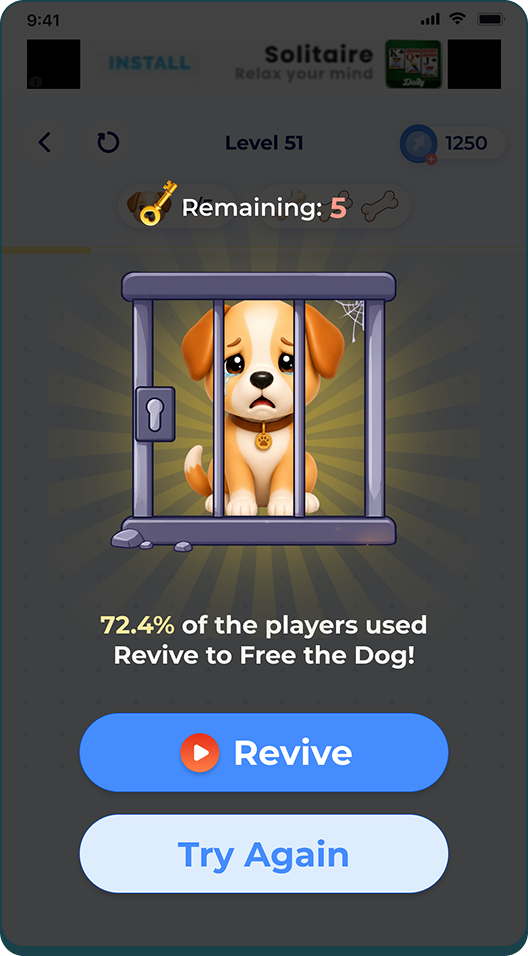 9:41
INSTALL
Solitaire
Relax your mind
Daily
Level 51
1250
Remaining: 5
72.4% of the players used
Revive to Free the Dog!
Revive
Try Again